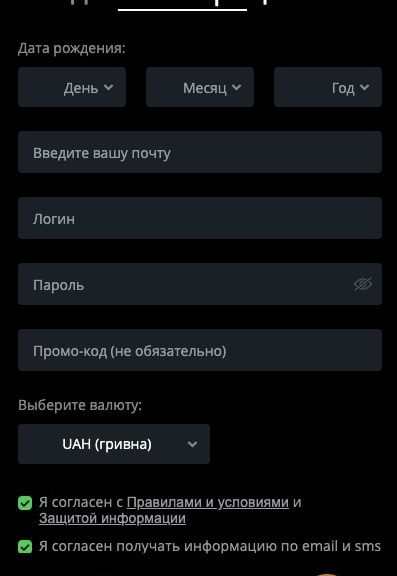 Дата рождения:
День Месяц Год
Введите вашу почту
Логин
Пароль
Промо-код (не обязательно)
Выберите валюту:
UAH (гривна)
Я согласен с Правилами и условиями и
Защитой информации
Я согласен получать информацию по email и sms